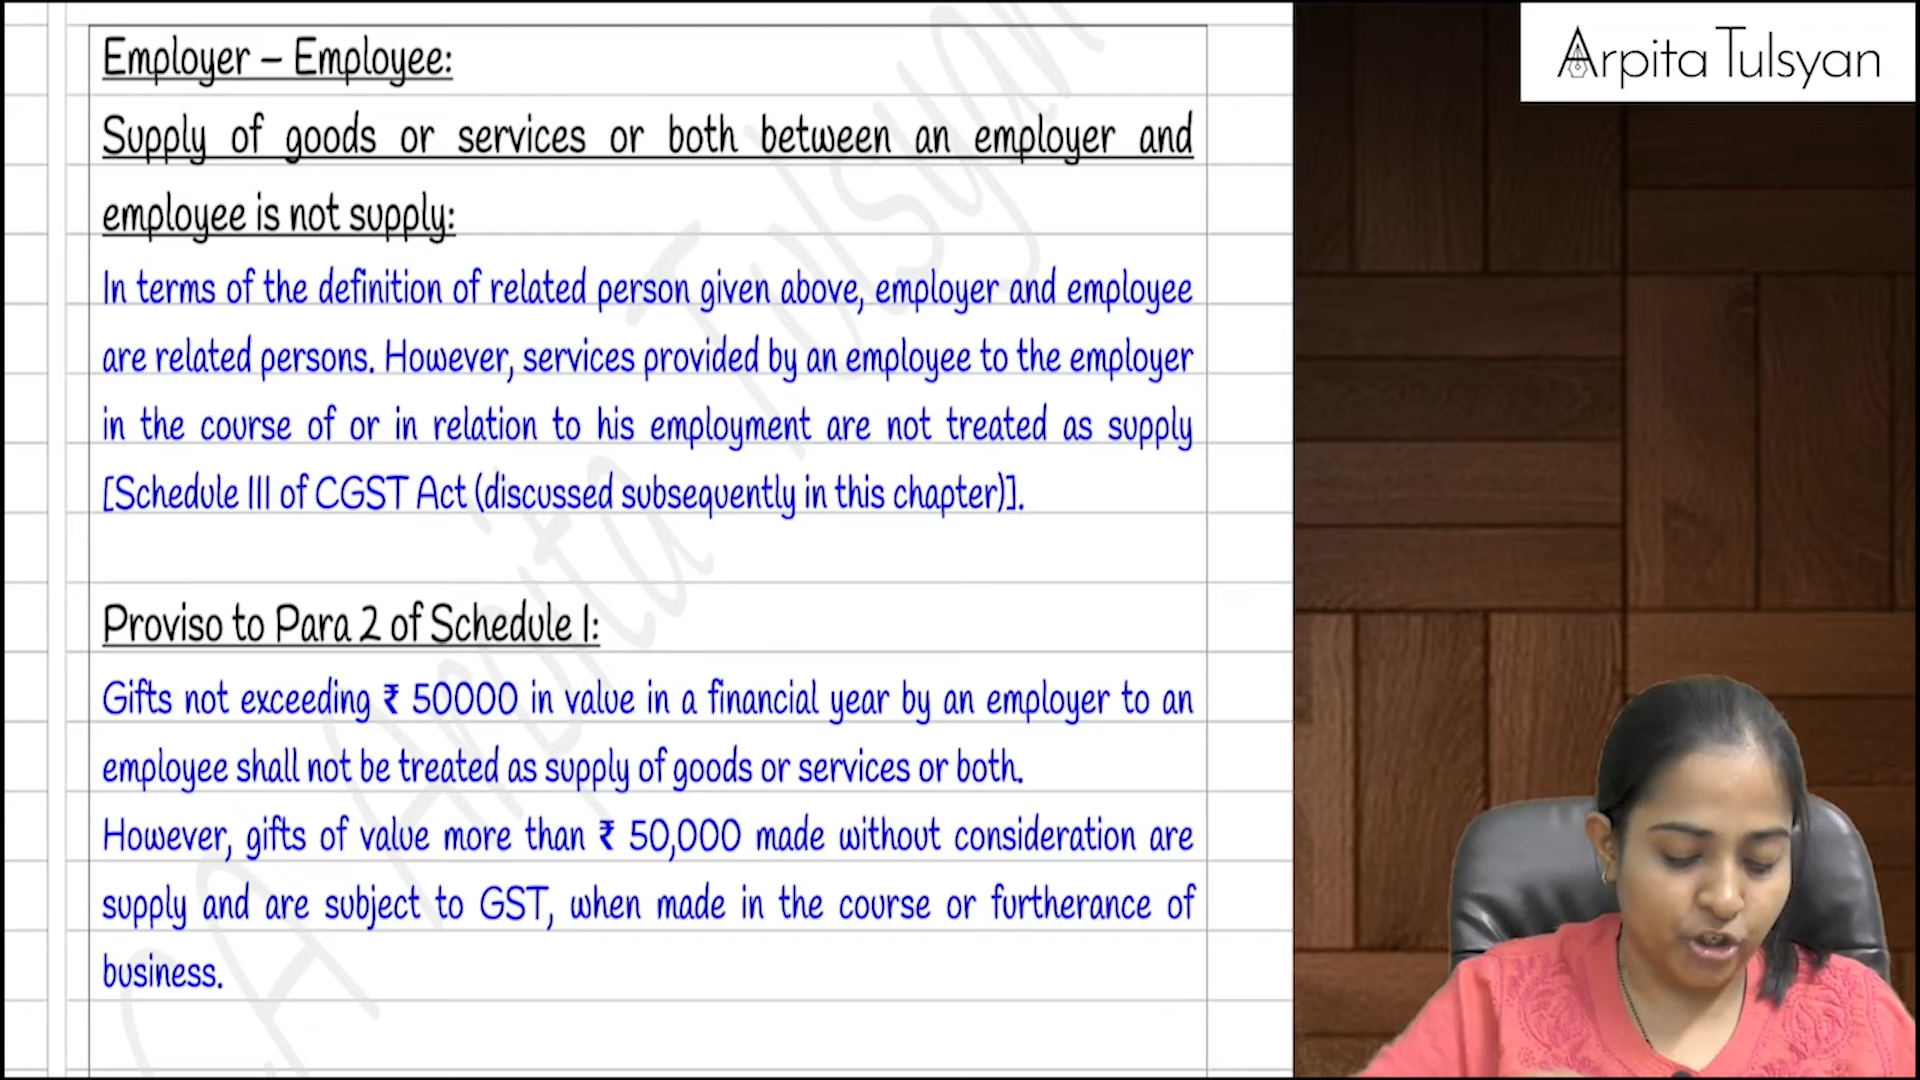 Employer – Employee:
Supply of goods or services or both between an employer and
employee is not supply:
In terms of the definition of related person given above, employer and employee
are related persons. However, services provided by an employee to the employer
in the course of or in relation to his employment are not treated as supply
[Schedule III of CGST Act (discussed subsequently in this chapter)].
Proviso to Para 2 of Schedule I:
Gifts not exceeding ₹ 50000 in value in a financial year by an employer to an
employee shall not be treated as supply of goods or services or both.
However, gifts of value more than ₹ 50,000 made without consideration are
supply and are subject to GST, when made in the course or furtherance of
business.
CA Arpita Tulsyan
Arpita Tulsyan